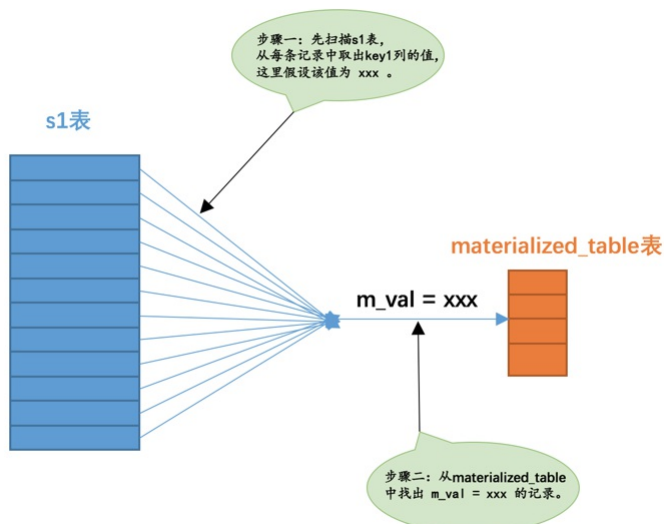 步骤一：先扫描s1表，
从每条记录中取出key1列的值，
这里假设该值为 xxx 。
s1表
materialized_table表
m_val = xxx
步骤二：从materialized_table
中找出 m_val = xxx 的记录。